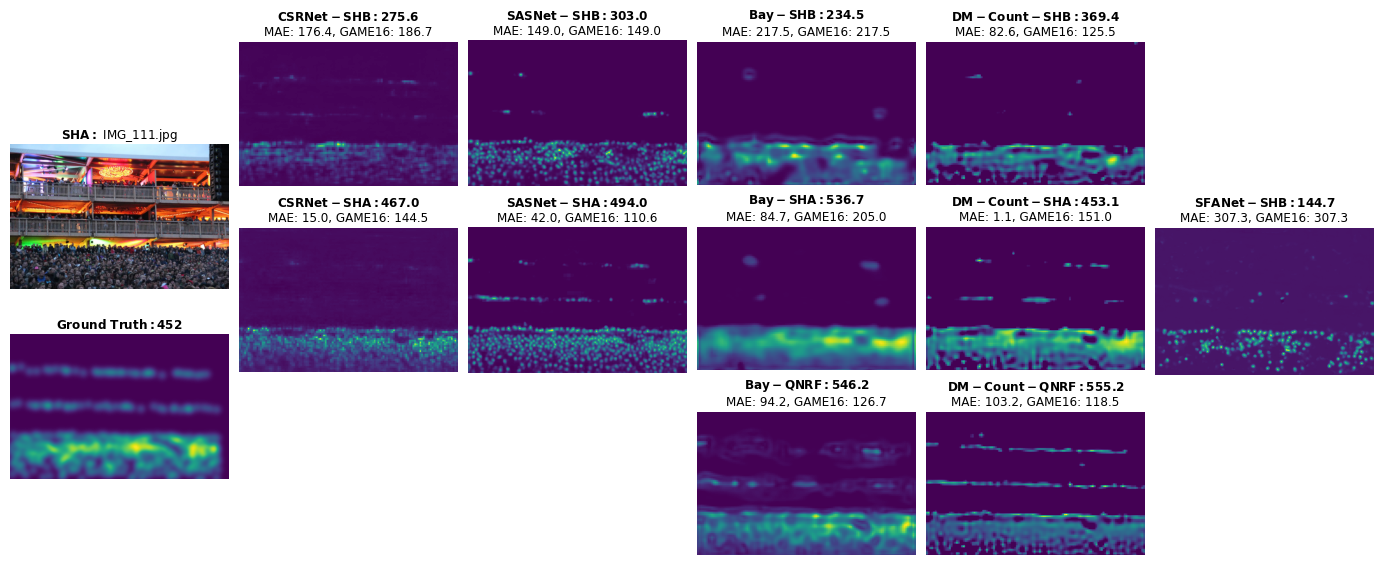 CSRNet − SHB : 275.6
MAE: 176.4, GAME16: 186.7
SASNet − SHB : 303.0
MAE: 149.0, GAME16: 149.0
Bay − SHB : 234.5
MAE: 217.5, GAME16: 217.5
DM − Count − SHB : 369.4
MAE: 82.6, GAME16: 125.5
SHA : IMG_111.jpg
CSRNet − SHA : 467.0
MAE: 15.0, GAME16: 144.5
SASNet − SHA : 494.0
MAE: 42.0, GAME16: 110.6
Bay − SHA : 536.7
MAE: 84.7, GAME16: 205.0
DM − Count − SHA : 453.1
MAE: 1.1, GAME16: 151.0
SFANet − SHB : 144.7
MAE: 307.3, GAME16: 307.3
Ground Truth : 452
Bay − QNRF : 546.2
MAE: 94.2, GAME16: 126.7
DM − Count − QNRF : 555.2
MAE: 103.2, GAME16: 118.5